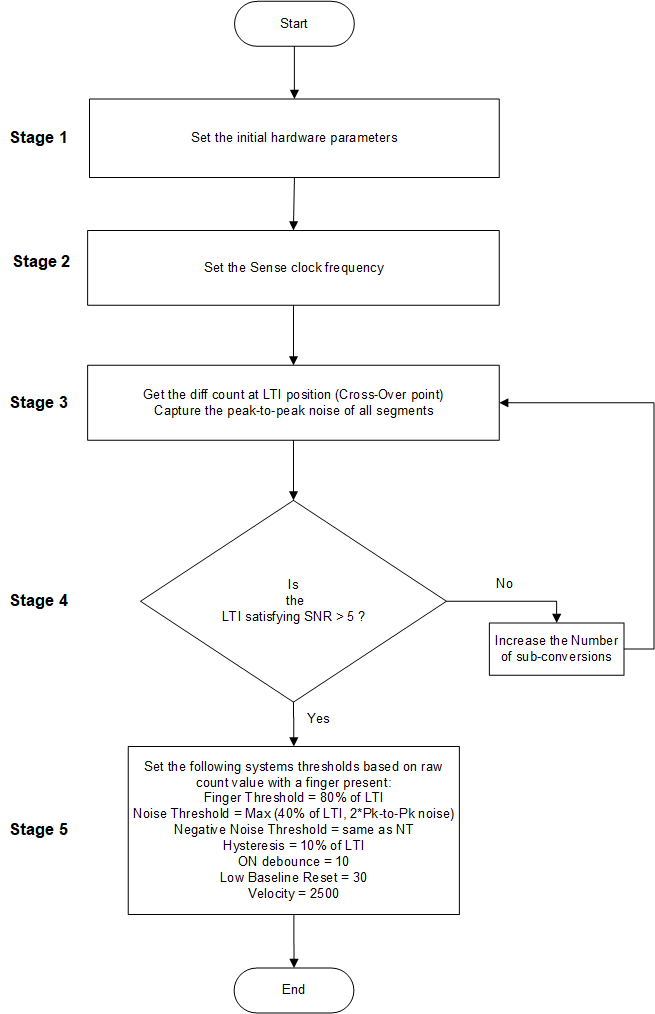 Start
Stage 1
Set the initial hardware parameters
Stage 2
Set the Sense clock frequency
Stage 3
Get the diff count at LTI position (Cross-Over point)
Capture the peak-to-peak noise of all segments
Stage 4
Is
the
LTI satisfying SNR > 5 ?
No
Increase the Number
of sub-conversions
Yes
Stage 5
Set the following systems thresholds based on raw
count value with a finger present:
Finger Threshold = 80% of LTI
Noise Threshold = Max (40% of LTI, 2*Pk-to-Pk noise)
Negative Noise Threshold = same as NT
Hysteresis = 10% of LTI
ON debounce = 10
Low Baseline Reset = 30
Velocity = 2500
End